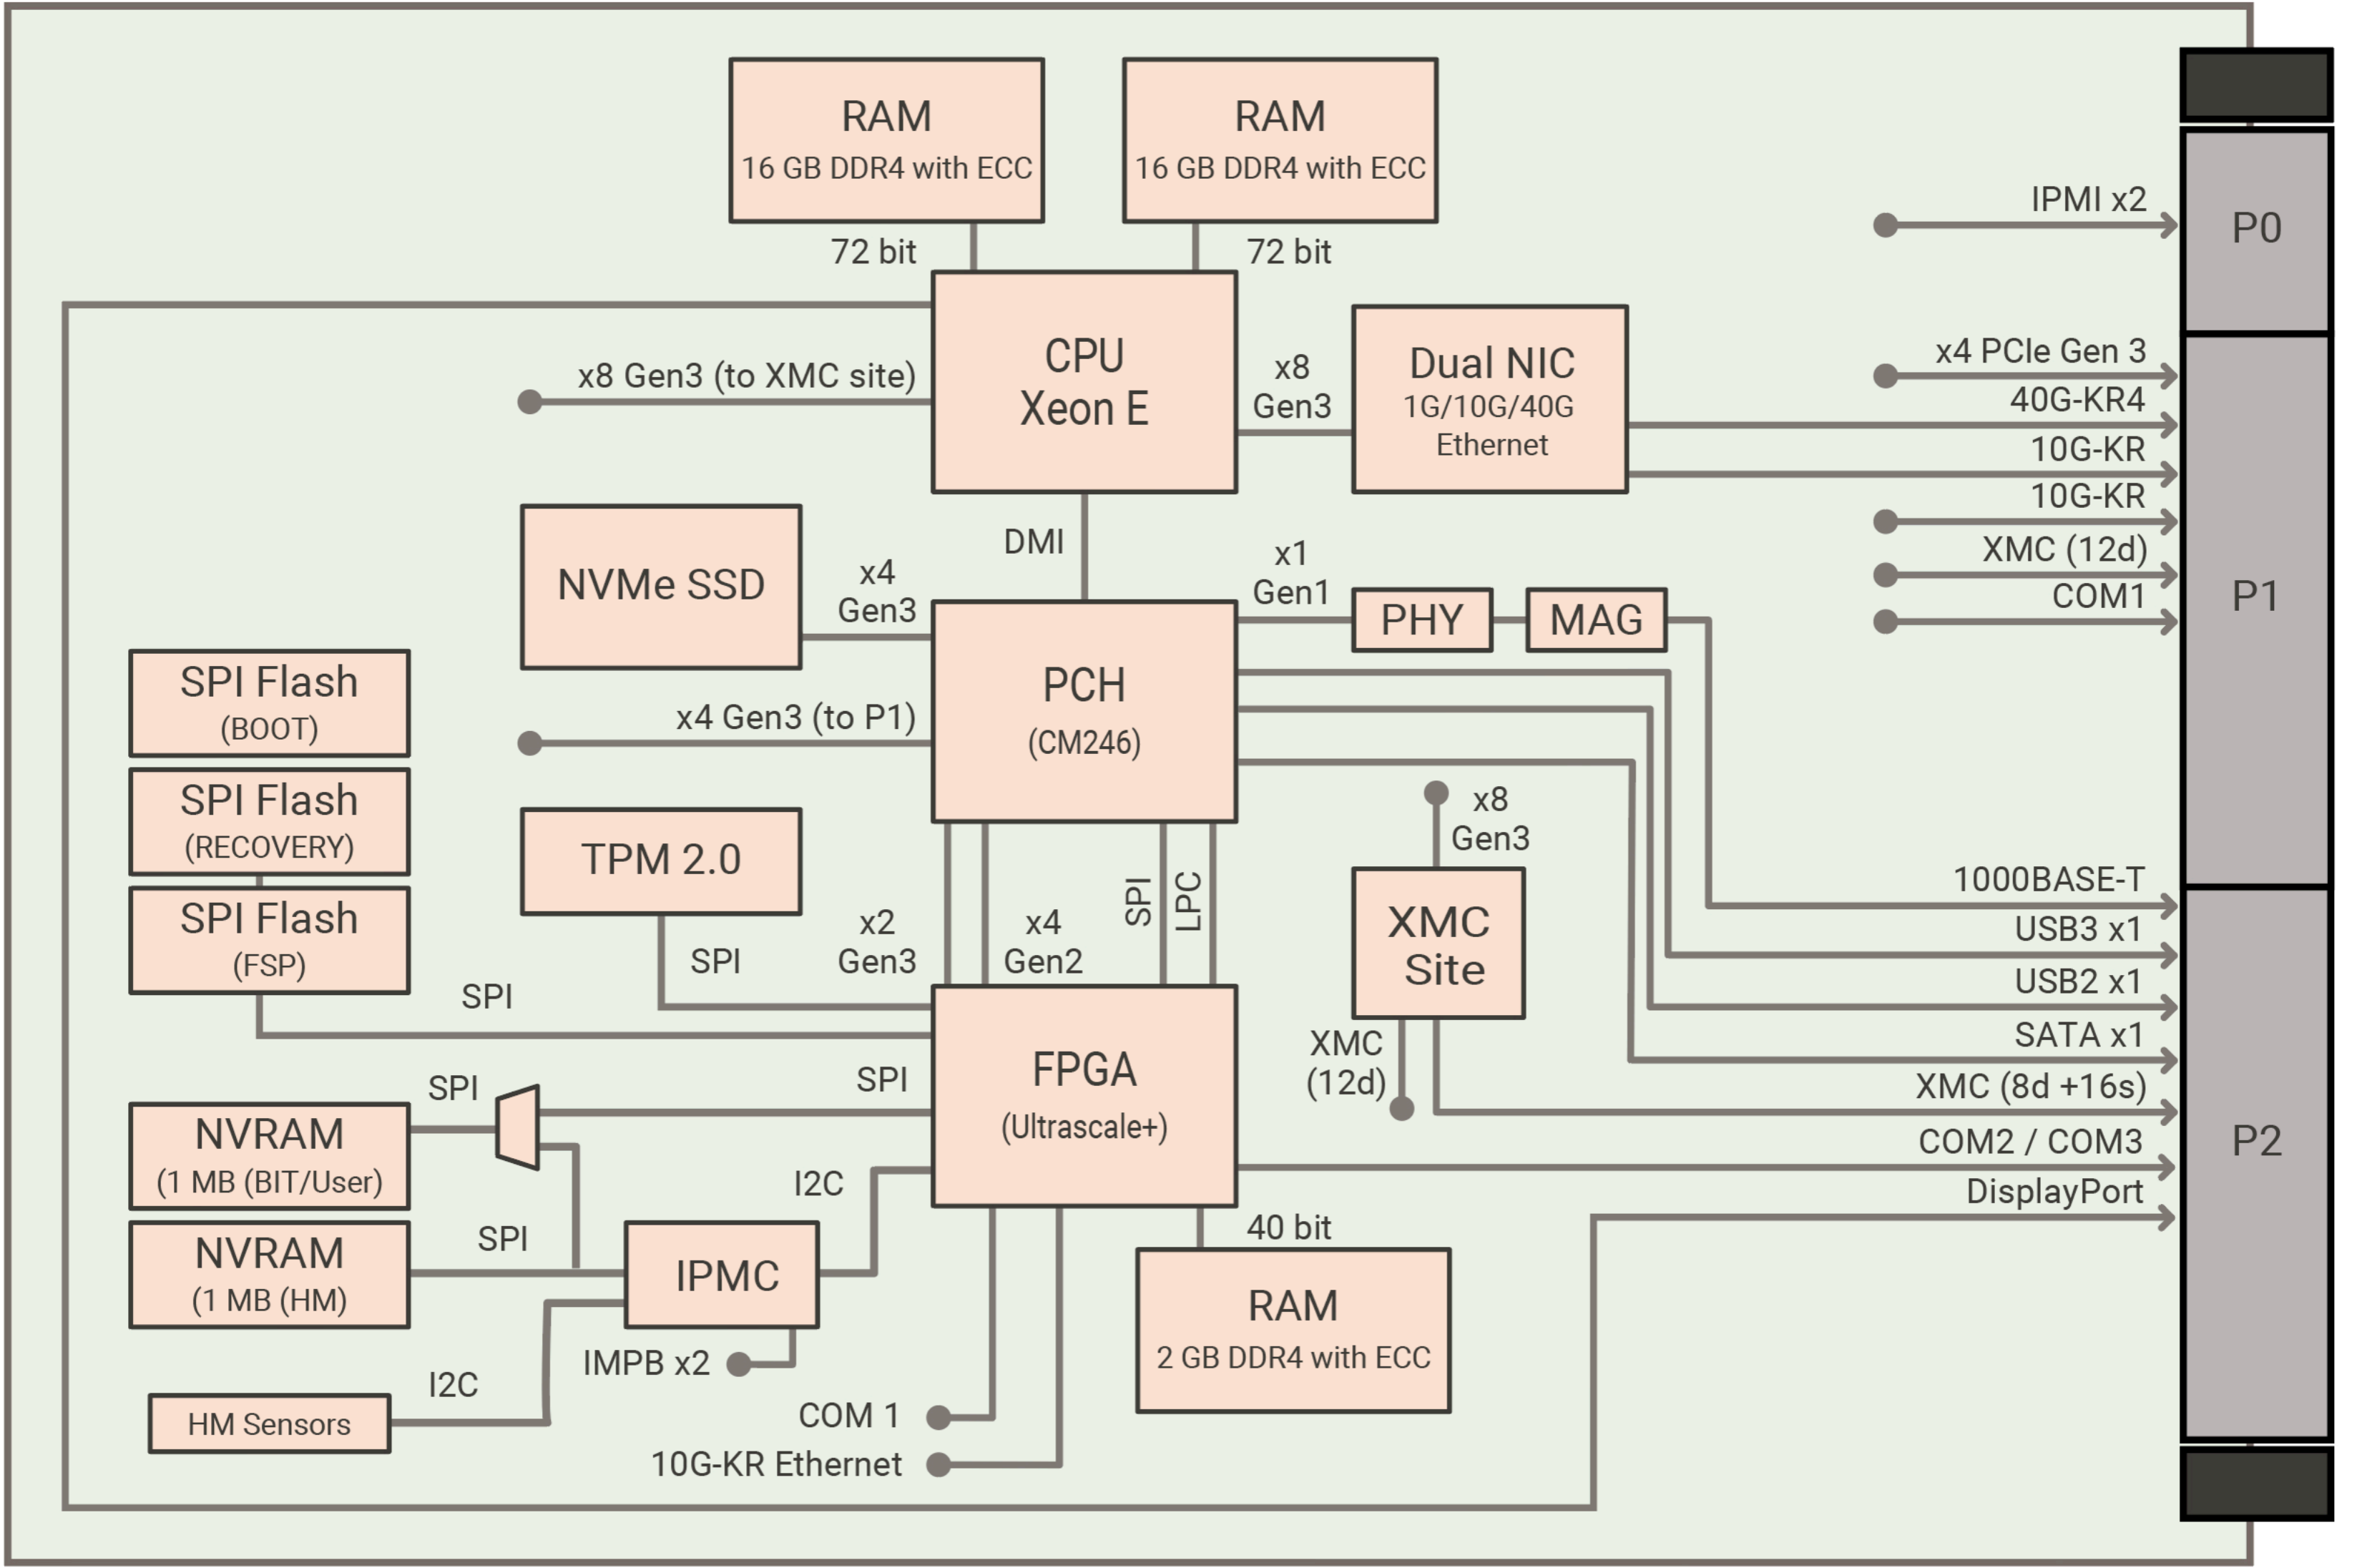 RAM
16 GB DDR4 with ECC
RAM
16 GB DDR4 with ECC
72 bit
72 bit
IPMI x2
P0
CPU
Xeon E
x8 Gen3 (to XMC site)
x8
Gen3
Dual NIC
1G/10G/40G
Ethernet
x4 PCIe Gen 3
40G-KR4
10G-KR
10G-KR
XMC (12d)
COM1
P1
DMI
NVMe SSD
x4
Gen3
x1
Gen1
PHY
MAG
PCH
(CM246)
x4 Gen3 (to P1)
SPI Flash
(BOOT)
SPI Flash
(RECOVERY)
SPI Flash
(FSP)
TPM 2.0
SPI
SPI
x2
Gen3
x4
Gen2
SPI
LPC
x8
Gen3
XMC
Site
XMC
(12d)
1000BASE-T
USB3 x1
USB2 x1
SATA x1
XMC (8d +16s)
COM2 / COM3
DisplayPort
P2
FPGA
(Ultrascale+)
SPI
SPI
NVRAM
(1 MB (BIT/User)
I2C
NVRAM
(1 MB (HM)
SPI
IPMC
40 bit
RAM
2 GB DDR4 with ECC
IMPB x2
I2C
HM Sensors
COM 1
10G-KR Ethernet